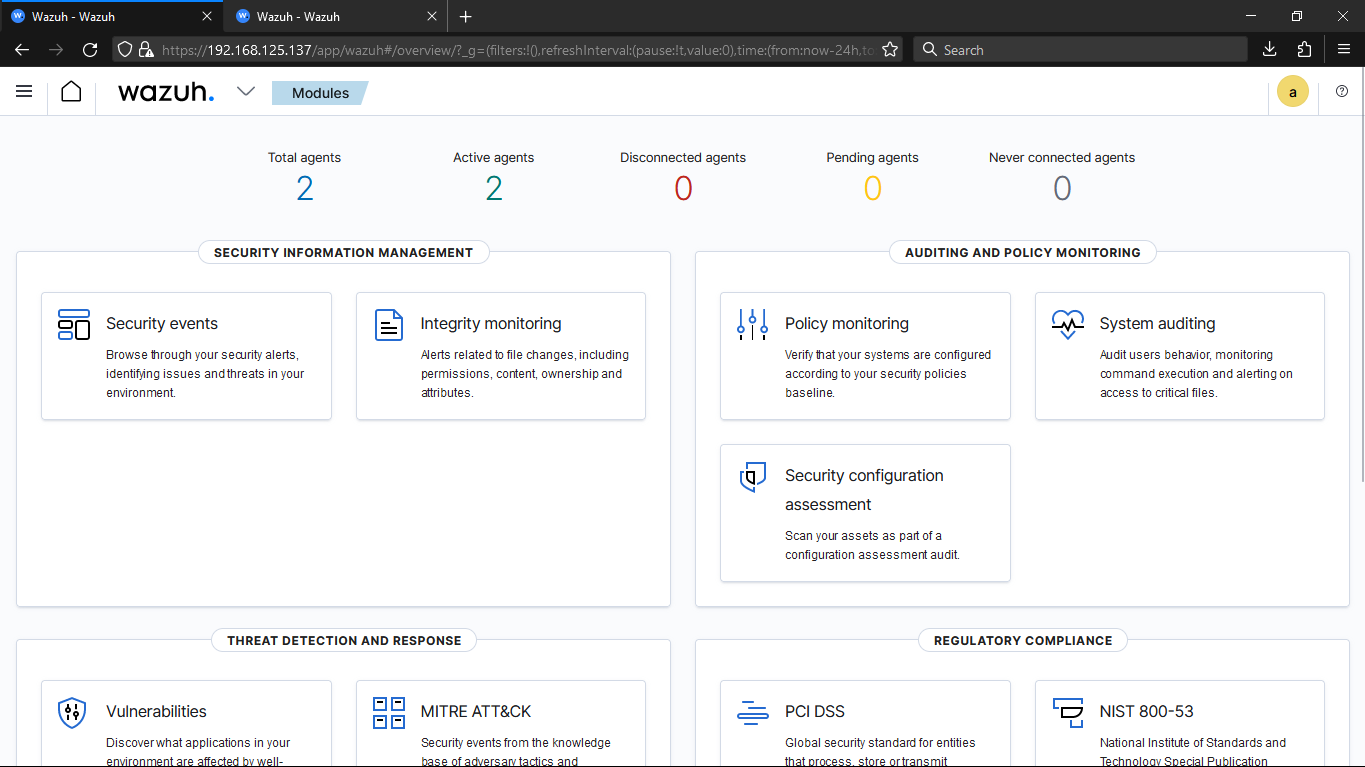 Wazuh - Wazuh
Wazuh - Wazuh
https://192.168.125.137/app/wazuh#/overview/?_g=(filters:!(),refreshInterval:(pause:!t,value:0),time:(from:now-24h,to
Search
wazuh.
Modules
a
Total agents
2
Active agents
2
Disconnected agents
0
Pending agents
0
Never connected agents
0
SECURITY INFORMATION MANAGEMENT
Security events
Browse through your security alerts,
identifying issues and threats in your
environment.
Integrity monitoring
Alerts related to file changes, including
permissions, content, ownership and
attributes.
AUDITING AND POLICY MONITORING
Policy monitoring
Verify that your systems are configured
according to your security policies
baseline.
System auditing
Audit users behavior, monitoring
command execution and alerting on
access to critical files.
Security configuration
assessment
Scan your assets as part of a
configuration assessment audit.
THREAT DETECTION AND RESPONSE
Vulnerabilities
Discover what applications in your
environment are affected by well-
MITRE ATT&CK
Security events from the knowledge
base of adversary tactics and
REGULATORY COMPLIANCE
PCI DSS
Global security standard for entities
that process, store or transmit
NIST 800-53
National Institute of Standards and
Technology Special Publication